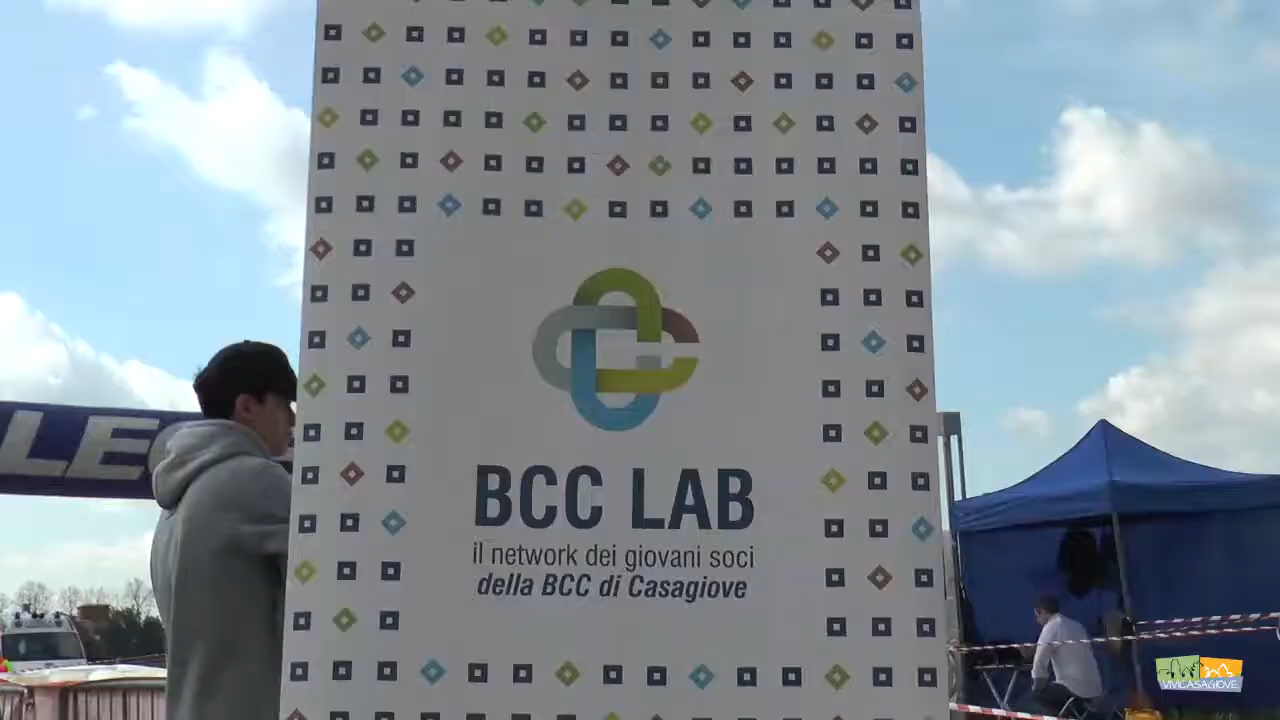 BCC LAB
il network dei giovani soci
della BCC di Casagiove
LE
VIVICASAGIOVE